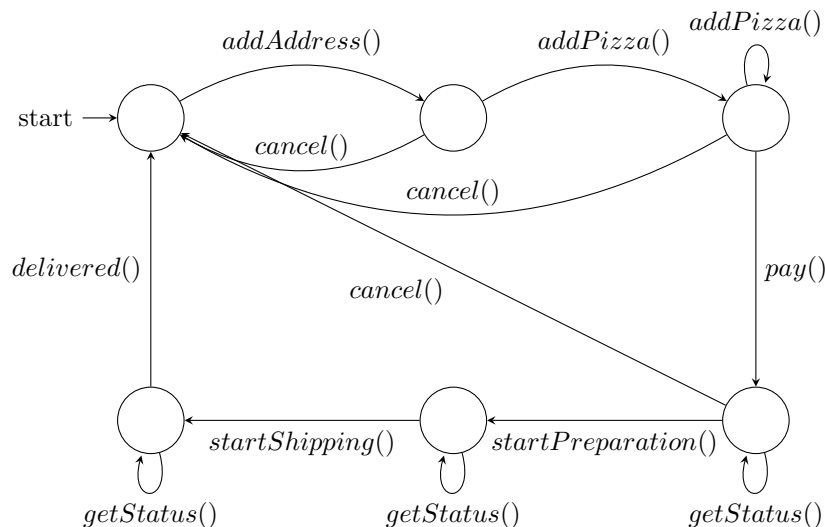 addPizza()
addAddress()
addPizza()
start
cancel()
cancel()
delivered()
cancel()
pay()
startShipping()
startPreparation()
getStatus()
getStatus()
getStatus()